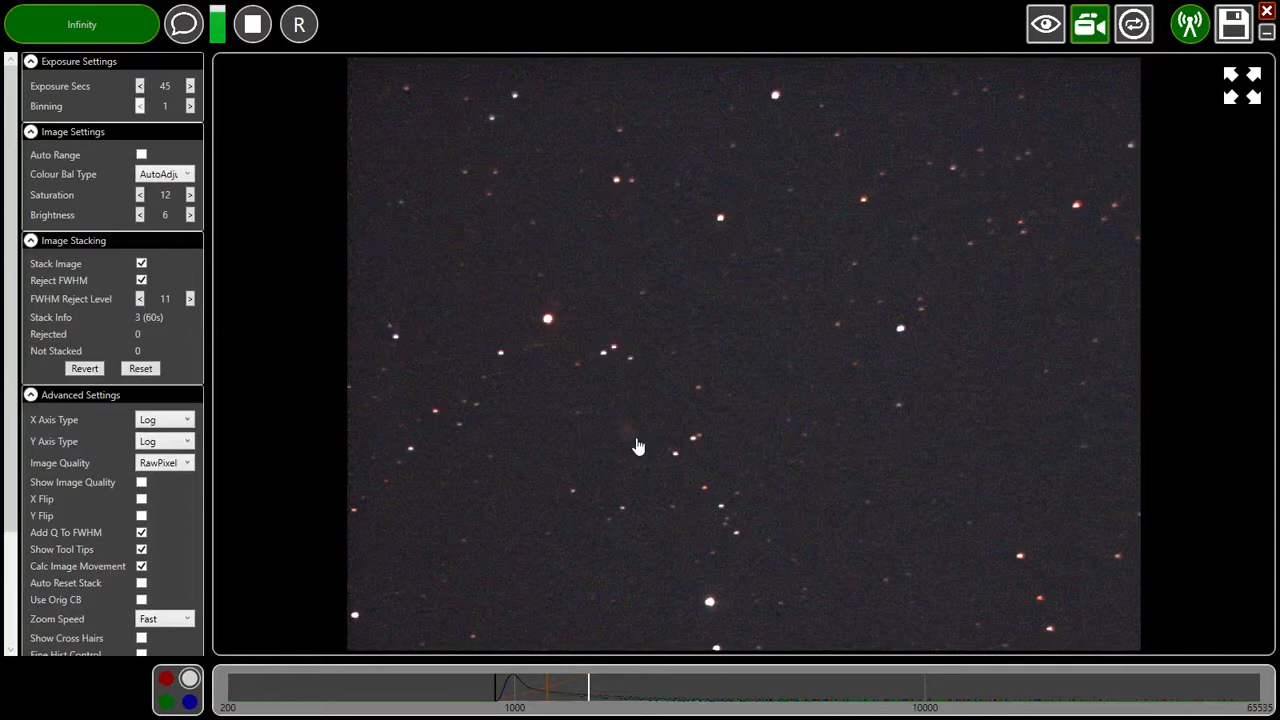 Infinity
R
Exposure Settings
Exposure Secs < 45 >
Binning < 1 >
Image Settings
Auto Range
Colour Bal Type AutoAdju
Saturation < 12 >
Brightness < 6 >
Image Stacking
Stack Image
Reject FWHM
FWHM Reject Level < 11 >
Stack Info 3 (60s)
Rejected 0
Not Stacked 0
Revert Reset
Advanced Settings
X Axis Type Log
Y Axis Type Log
Image Quality RawPixel
Show Image Quality
X Flip
Y Flip
Add Q To FWHM
Show Tool Tips
Calc Image Movement
Auto Reset Stack
Use Orig CB
Zoom Speed Fast
Show Cross Hairs
Fine Hist Control
200 1000 10000 65535